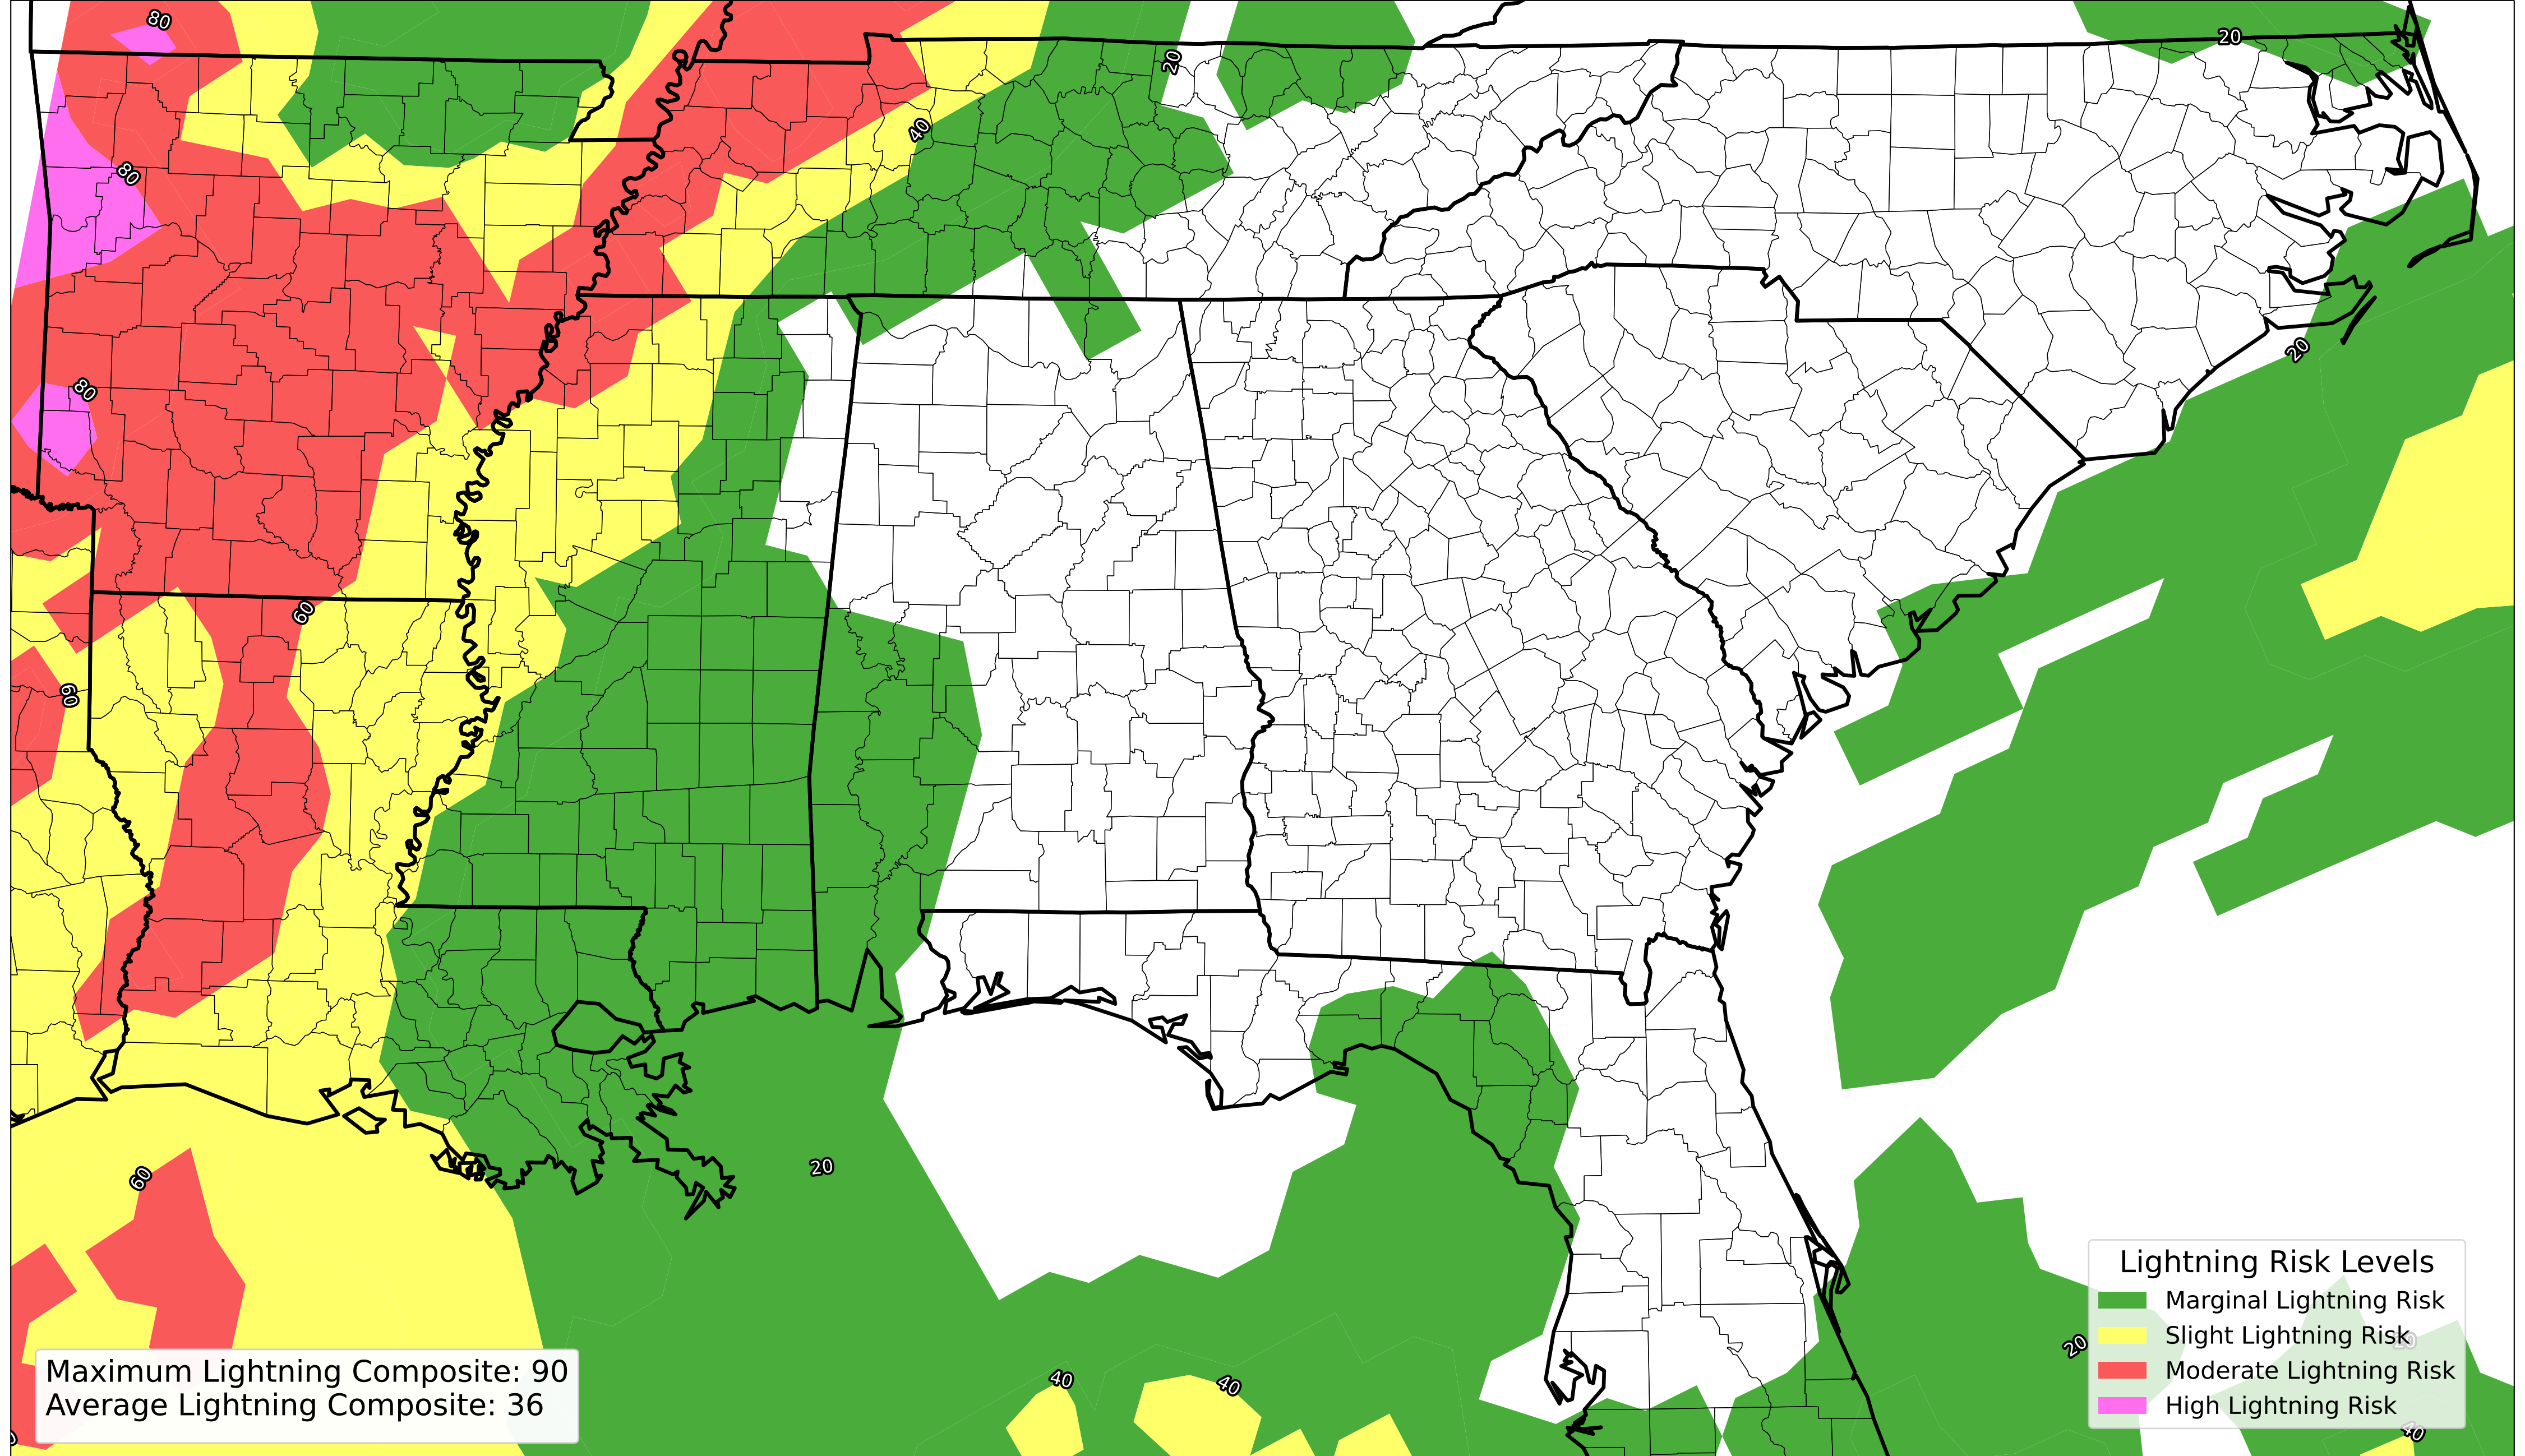 80
20
20
40
80
20
80
60
60
20
60
40
40
20
40
Lightning Risk Levels
Marginal Lightning Risk
Slight Lightning Risk
Moderate Lightning Risk
High Lightning Risk
Maximum Lightning Composite: 90
Average Lightning Composite: 36